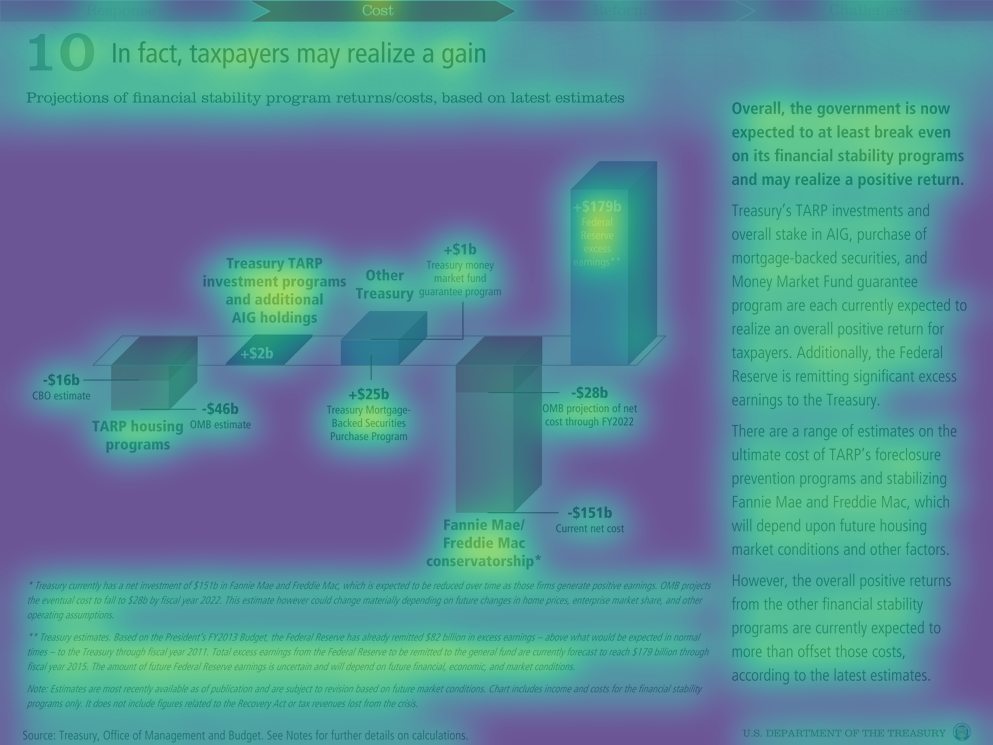 Cost
10 In fact, taxpayers may realize a gain
Projections of financial stability program returns/costs, based on latest estimates
+$179b
Federal
Reserve
excess
earnings**
+$1b
Treasury money
market fund
guarantee program
Treasury TARP
investment programs
and additional
AIG holdings
Other
Treasury
+$2b
-$16b
CBO estimate
-$46b
OMB estimate
TARP housing
programs
+$25b
Treasury Mortgage-
Backed Securities
Purchase Program
-$28b
OMB projection of net
cost through FY2022
-$151b
Current net cost
Fannie Mae/
Freddie Mac
conservatorship*
Overall, the government is now
expected to at least break even
on its financial stability programs
and may realize a positive return.
Treasury's TARP investments and
overall stake in AIG, purchase of
mortgage-backed securities, and
Money Market Fund guarantee
program are each currently expected to
realize an overall positive return for
taxpayers. Additionally, the Federal
Reserve is remitting significant excess
earnings to the Treasury.
There are a range of estimates on the
ultimate cost of TARP's foreclosure
prevention programs and stabilizing
Fannie Mae and Freddie Mac, which
will depend upon future housing
market conditions and other factors.
However, the overall positive returns
from the other financial stability
programs are currently expected to
more than offset those costs,
according to the latest estimates.
* Treasury currently has a net investment of $151b in Fannie Mae and Freddie Mac, which is expected to be reduced over time as those firms generate positive earnings. OMB projects
the eventual cost to fall to $28b by fiscal year 2022. This estimate however could change materially depending on future changes in home prices, enterprise market share, and other
operating assumptions.
** Treasury estimates. Based on the President's FY2013 Budget, the Federal Reserve has already remitted $82 billion in excess earnings – above what would be expected in normal
times – to the Treasury through fiscal year 2011. Total excess earnings from the Federal Reserve to be remitted to the general fund are currently forecast to reach $179 billion through
fiscal year 2015. The amount of future Federal Reserve earnings is uncertain and will depend on future financial, economic, and market conditions.
Note: Estimates are most recently available as of publication and are subject to revision based on future market conditions. Chart includes income and costs for the financial stability
programs only. It does not include figures related to the Recovery Act or tax revenues lost from the crisis.
Source: Treasury, Office of Management and Budget. See Notes for further details on calculations.
U.S. DEPARTMENT OF THE TREASURY